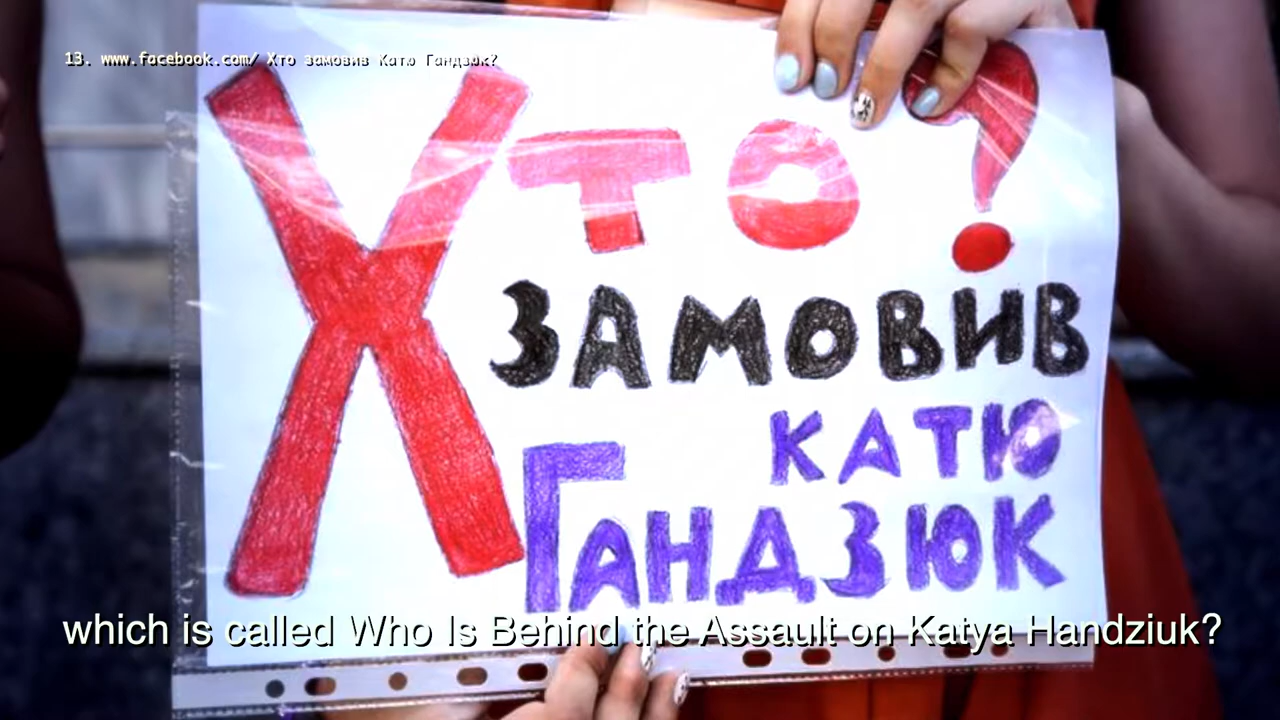 13. www.facebook.com/ Хто замовив Катю Гандзюк?
Хто?
ЗАМОВИВ
КАТЮ
ГАНДЗЮК
which is called Who Is Behind the Assault on Katya Handziuk?